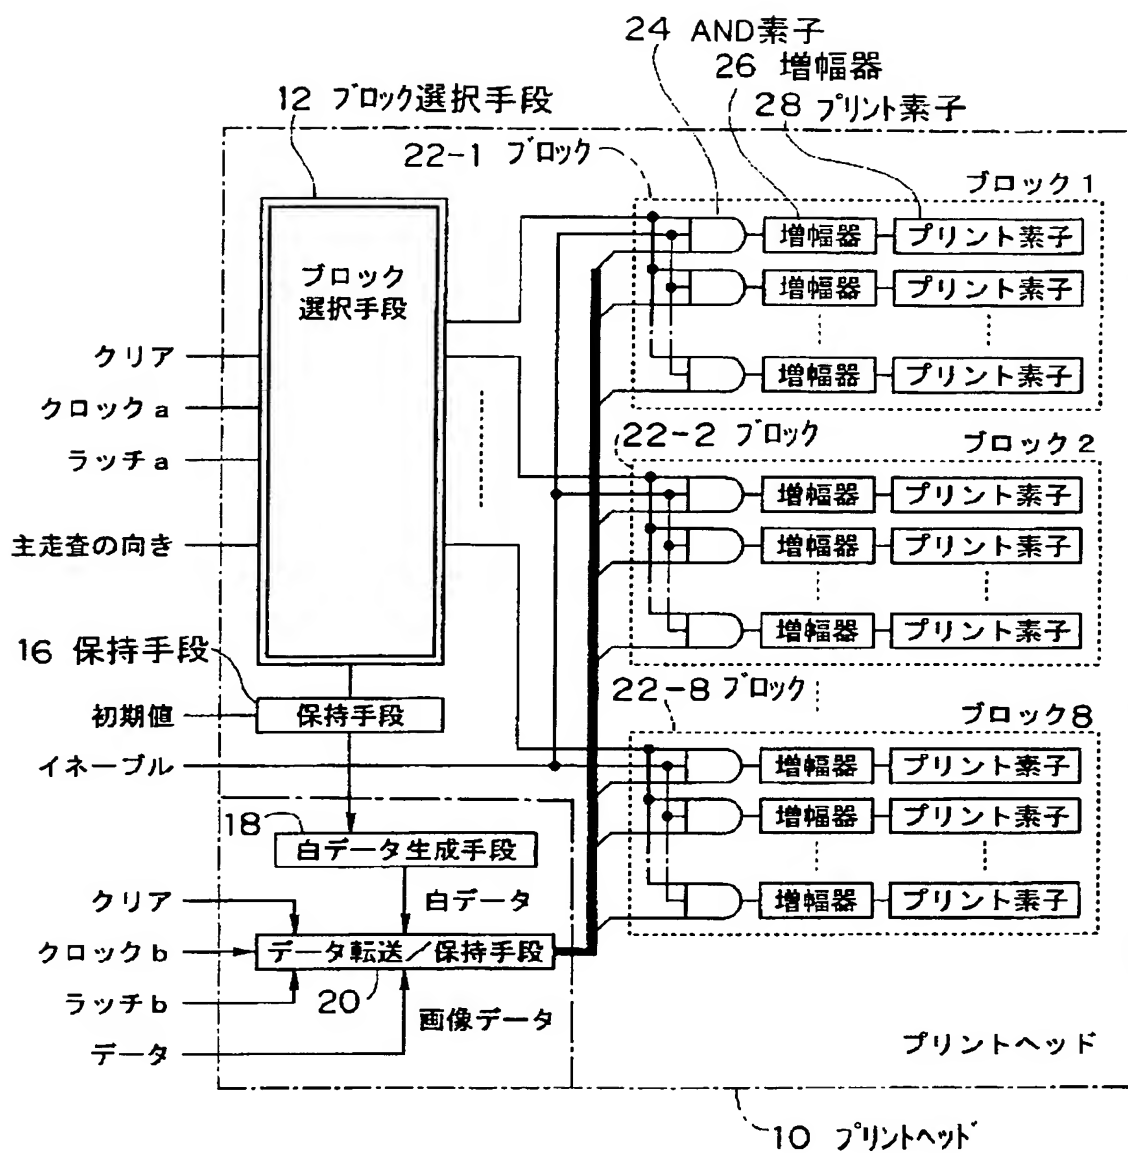 24 AND素子
26 増幅器
12 ブロック選択手段
28 プリント素子
22-1 ブロック
ブロック1
増幅器 プリント素子
増幅器 プリント素子
増幅器 プリント素子
ブロック
選択手段
クリア
クロックa
ラッチa
主走査の向き
22-2 ブロック
ブロック2
増幅器 プリント素子
増幅器 プリント素子
増幅器 プリント素子
16 保持手段
初期値
保持手段
イネーブル
22-8 ブロック
ブロック8
増幅器 プリント素子
増幅器 プリント素子
増幅器 プリント素子
18
白データ生成手段
クリア
白データ
クロックb
データ転送/保持手段
ラッチb
20
画像データ
データ
プリントヘッド
10 プリントヘッド